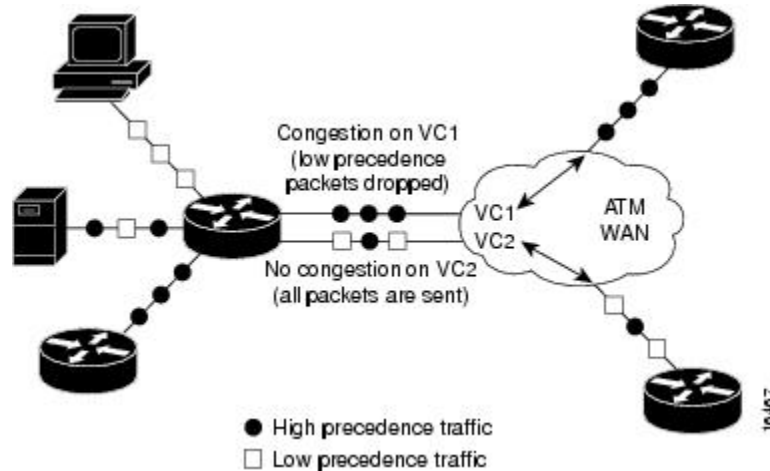 Congestion on VC1
(low precedence
packets dropped)
VC1
VC2
ATM
WAN
No congestion on VC2
(all packets are sent)
High precedence traffic
Low precedence traffic